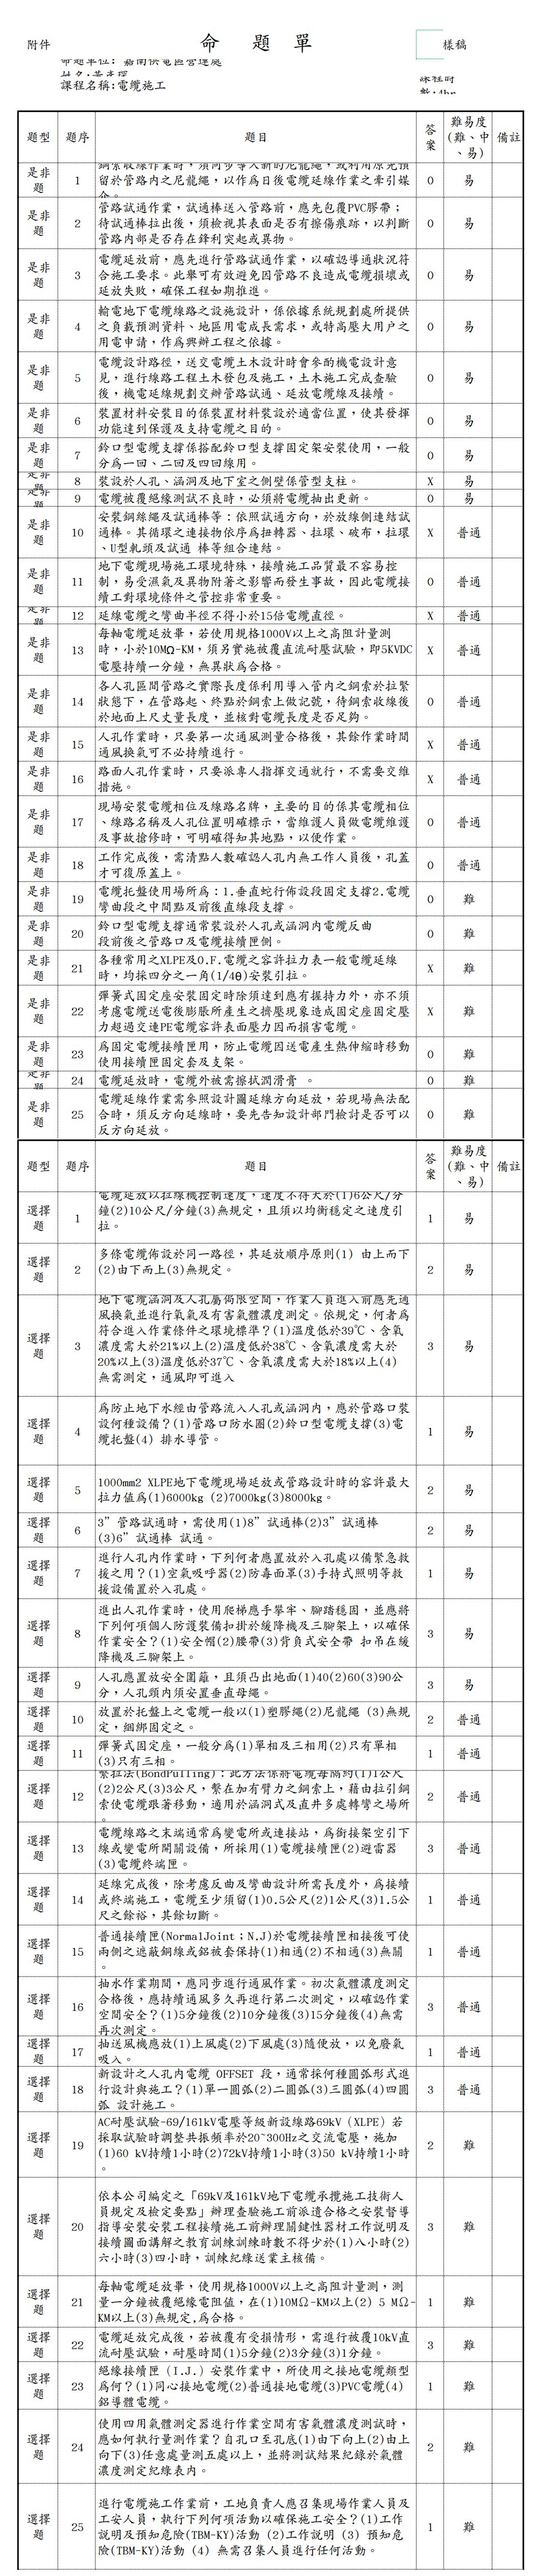 附件
命 題 單
樣稿
命題單位: 嘉南供電區營運處
課程名稱:電纜施工
課程時
數:4hr
題型 題序 題目 答案 難易度(難、中、易) 備註
是非題 1 鋼索收線作業時，須同步導入新的尼龍繩，或利用原先預
留於管路內之尼龍繩，以作為日後電纜延線作業之牽引媒
介。 O 易
是非題 2 管路試通作業，試通棒送入管路前，應先包覆PVC膠帶；
待試通棒拉出後，須檢視其表面是否有擦傷痕跡，以判斷
管路內部是否存在鋒利突起或異物。 O 易
是非題 3 電纜延放前，應先進行管路試通作業，以確認導通狀況符
合施工要求。此舉可有效避免因管路不良造成電纜損壞或
延放失敗，確保工程如期推進。 O 易
是非題 4 輸電地下電纜線路之設施設計，係依據系統規劃處所提供
之負載預測資料、地區用電成長需求，或特高壓大用戶之
用電申請，作為興辦工程之依據。 O 易
是非題 5 電纜設計路徑，送交電纜土木設計時會參酌機電設計意
見，進行線路工程土木發包及施工，土木施工完成查驗
後，機電延線規劃交辦管路試通、延放電纜及接續。 O 易
是非題 6 裝置材料安裝目的係裝置材料裝設於適當位置，使其發揮
功能達到保護及支持電纜之目的。 O 易
是非題 7 鈴口型電纜支撐係搭配鈴口型支撐固定架安裝使用，一般
分為一回、二回及四回線用。 O 易
是非題 8 裝設於人孔、涵洞及地下室之側壁係管型支柱。 X 易
是非題 9 電纜被覆絕緣測試不良時，必須將電纜抽出更新。 O 易
是非題 10 安裝鋼絲繩及試通棒等：依照試通方向，於放線側連結試
通棒。其循環之連接物依序為扭轉器、拉環、破布，拉環
、U型軋頭及試通 棒等組合連結。 X 普通
是非題 11 地下電纜現場施工環境特殊，接續施工品質最不容易控
制，易受濕氣及異物附著之影響而發生事故，因此電纜接
續工對環境條件之管控非常重要。 O 普通
是非題 12 延線電纜之彎曲半徑不得小於15倍電纜直徑。 X 普通
是非題 13 每軸電纜延放畢，若使用規格1000V以上之高阻計量測
時，小於10MΩ-KM，須另實施被覆直流耐壓試驗，即5KVDC
電壓持續一分鐘，無異狀為合格。 X 普通
是非題 14 各人孔區間管路之實際長度係利用導入管內之鋼索於拉緊
狀態下，在管路起、終點於鋼索上做記號，待鋼索收線後
於地面上尺丈量長度，並核對電纜長度是否足夠。 O 普通
是非題 15 人孔作業時，只要第一次通風測量合格後，其餘作業時間
通風換氣可不必持續進行。 X 普通
是非題 16 路面人孔作業時，只要派專人指揮交通就行，不需要交維
措施。 X 普通
是非題 17 現場安裝電纜相位及線路名牌，主要的目的係其電纜相位
、線路名稱及人孔位置明確標示，當維護人員做電纜維護
及事故搶修時，可明確得知其地點，以便作業。 O 普通
是非題 18 工作完成後，需清點人數確認人孔內無工作人員後，孔蓋
才可復原蓋上。 O 普通
是非題 19 電纜托盤使用場所為：1.垂直蛇行佈設段固定支撐2.電纜
彎曲段之中間點及前後直線段支撐。 O 難
是非題 20 鈴口型電纜支撐通常裝設於人孔或涵洞內電纜反曲
段前後之管路口及電纜接續匣側。 O 難
是非題 21 各種常用之XLPE及O.F.電纜之容許拉力表一般電纜延線
時，均採四分之一角(1/4θ)安裝引拉。 X 難
是非題 22 彈簧式固定座安裝固定時除須達到應有握持力外，亦不須
考慮電纜送電後膨脹所產生之擠壓現象造成固定座固定壓
力超過交連PE電纜容許表面壓力因而損害電纜。 X 難
是非題 23 為固定電纜接續匣用，防止電纜因送電產生熱伸縮時移動
使用接續匣固定套及支架。 O 難
是非題 24 電纜延放時，電纜外被需擦拭潤滑膏 。 O 難
是非題 25 電纜延線作業需參照設計圖延線方向延放，若現場無法配
合時，須反方向延線時，要先告知設計部門檢討是否可以
反方向延放。 O 難
題型 題序 題目 答案 難易度(難、中、易) 備註
選擇題 1 電纜延放以拉線機控制速度，速度不得大於(1)6公尺/分
鐘(2)10公尺/分鐘(3)無規定，且須以均衡穩定之速度引
拉。 1 易
選擇題 2 多條電纜佈設於同一路徑，其延放順序原則(1) 由上而下
(2)由下而上(3)無規定。 2 易
選擇題 3 地下電纜涵洞及人孔屬侷限空間，作業人員進入前應先通
風換氣並進行氧氣及有害氣體濃度測定。依規定，何者為
符合進入作業條件之環境標準？(1)溫度低於39℃、含氧
濃度需大於21%以上(2)溫度低於38℃、含氧濃度需大於
20%以上(3)溫度低於37℃、含氧濃度需大於18%以上(4)
無需測定，通風即可進入 3 易
選擇題 4 為防止地下水經由管路流入人孔或涵洞內，應於管路口裝
設何種設備？(1)管路口防水圈(2)鈴口型電纜支撐(3)電
纜托盤(4) 排水導管。 1 易
選擇題 5 1000mm2 XLPE地下電纜現場延放或管路設計時的容許最大
拉力值為(1)6000kg (2)7000kg(3)8000kg。 2 易
選擇題 6 3”管路試通時，需使用(1)8”試通棒(2)3”試通棒
(3)6”試通棒 試通。 2 易
選擇題 7 進行人孔內作業時，下列何者應置放於入孔處以備緊急救
援之用？(1)空氣吸呼器(2)防毒面罩(3)手持式照明等救
援設備置於入孔處。 1 易
選擇題 8 進出人孔作業時，使用爬梯應手攀牢、腳踏穩固，並應將
下列何項個人防護裝備扣掛於緩降機及三腳架上，以確保
作業安全？(1)安全帽(2)腰帶(3)背負式安全帶 扣吊在緩
降機及三腳架上。 3 易
選擇題 9 人孔應置放安全圍籬，且須凸出地面(1)40(2)60(3)90公
分，人孔頸內須安置垂直母繩。 3 易
選擇題 10 放置於托盤上之電纜一般以(1)塑膠繩(2)尼龍繩 (3)無規
定，綑綁固定之。 2 普通
選擇題 11 彈簧式固定座，一般分為(1)單相及三相用(2)只有單相
(3)只有三相。 1 普通
選擇題 12 繫拉法(BondPulling)：此方法係將電纜每隔約(1)1公尺
(2)2公尺(3)3公尺，繫在加有臂力之鋼索上，藉由拉引鋼
索使電纜跟著移動，適用於涵洞式及直井多處轉彎之場所
。 2 普通
選擇題 13 電纜線路之末端通常為變電所或連接站，為銜接架空引下
線或變電所開關設備，所採用(1)電纜接續匣(2)避雷器
(3)電纜終端匣。 3 普通
選擇題 14 延線完成後，除考慮反曲及彎曲設計所需長度外，為接續
或終端施工，電纜至少須留(1)0.5公尺(2)1公尺(3)1.5公
尺之餘裕，其餘切斷。 1 普通
選擇題 15 普通接續匣(NormalJoint；N.J)於電纜接續匣相接後可使
兩側之遮蔽銅線或鋁被套保持(1)相通(2)不相通(3)無關
。 1 普通
選擇題 16 抽水作業期間，應同步進行通風作業。初次氣體濃度測定
合格後，應持續通風多久再進行第二次測定，以確認作業
空間安全？(1)5分鐘後(2)10分鐘後(3)15分鐘後(4)無需
再次測定。 3 普通
選擇題 17 抽送風機應放(1)上風處(2)下風處(3)隨便放，以免廢氣
吸入。 1 普通
選擇題 18 新設計之人孔內電纜 OFFSET 段，通常採何種圓弧形式進
行設計與施工？(1)單一圓弧(2)二圓弧(3)三圓弧(4)四圓
弧 設計施工。 3 普通
選擇題 19 AC耐壓試驗-69/161kV電壓等級新設線路69kV (XLPE) 若
採取試驗時調整共振頻率於20~300Hz之交流電壓，施加
(1)60 kV持續1小時(2)72kV持續1小時(3)50 kV持續1小時
。 2 難
選擇題 20 依本公司編定之「69kV及161kV地下電纜承攬施工技術人
員規定及檢定要點」辦理查驗施工前派遣合格之安裝督導
指導安裝安裝工程接續施工前辦理關鍵性器材工作說明及
接續圖面講解之教育訓練訓練時數不得少於(1)八小時(2)
六小時(3)四小時，訓練紀錄送業主核備。 3 難
選擇題 21 每軸電纜延放畢，使用規格1000V以上之高阻計量測，測
量一分鐘被覆絕緣電阻值，在(1)10MΩ-KM以上(2) 5 MΩ-
KM以上(3)無規定,為合格。 1 難
選擇題 22 電纜延放完成後，若被覆有受損情形，需進行被覆10kV直
流耐壓試驗，耐壓時間(1)5分鐘(2)3分鐘(3)1分鐘。 3 難
選擇題 23 絕緣接續匣 (I.J.) 安裝作業中，所使用之接地電纜類型
為何？(1)同心接地電纜(2)普通接地電纜(3)PVC電纜(4)
鋁導體電纜。 1 難
選擇題 24 使用四用氣體測定器進行作業空間有害氣體濃度測試時，
應如何執行量測作業？自孔口至孔底(1)由下向上(2)由上
向下(3)任意處量測五處以上，並將測試結果紀錄於氣體
濃度測定紀錄表內。 2 難
選擇題 25 進行電纜施工作業前，工地負責人應召集現場作業人員及
工安人員，執行下列何項活動以確保施工安全？(1)工作
說明及預知危險(TBM-KY)活動 (2)工作說明 (3) 預知危
險(TBM-KY)活動 (4) 無需召集人員進行任何活動。 1 難